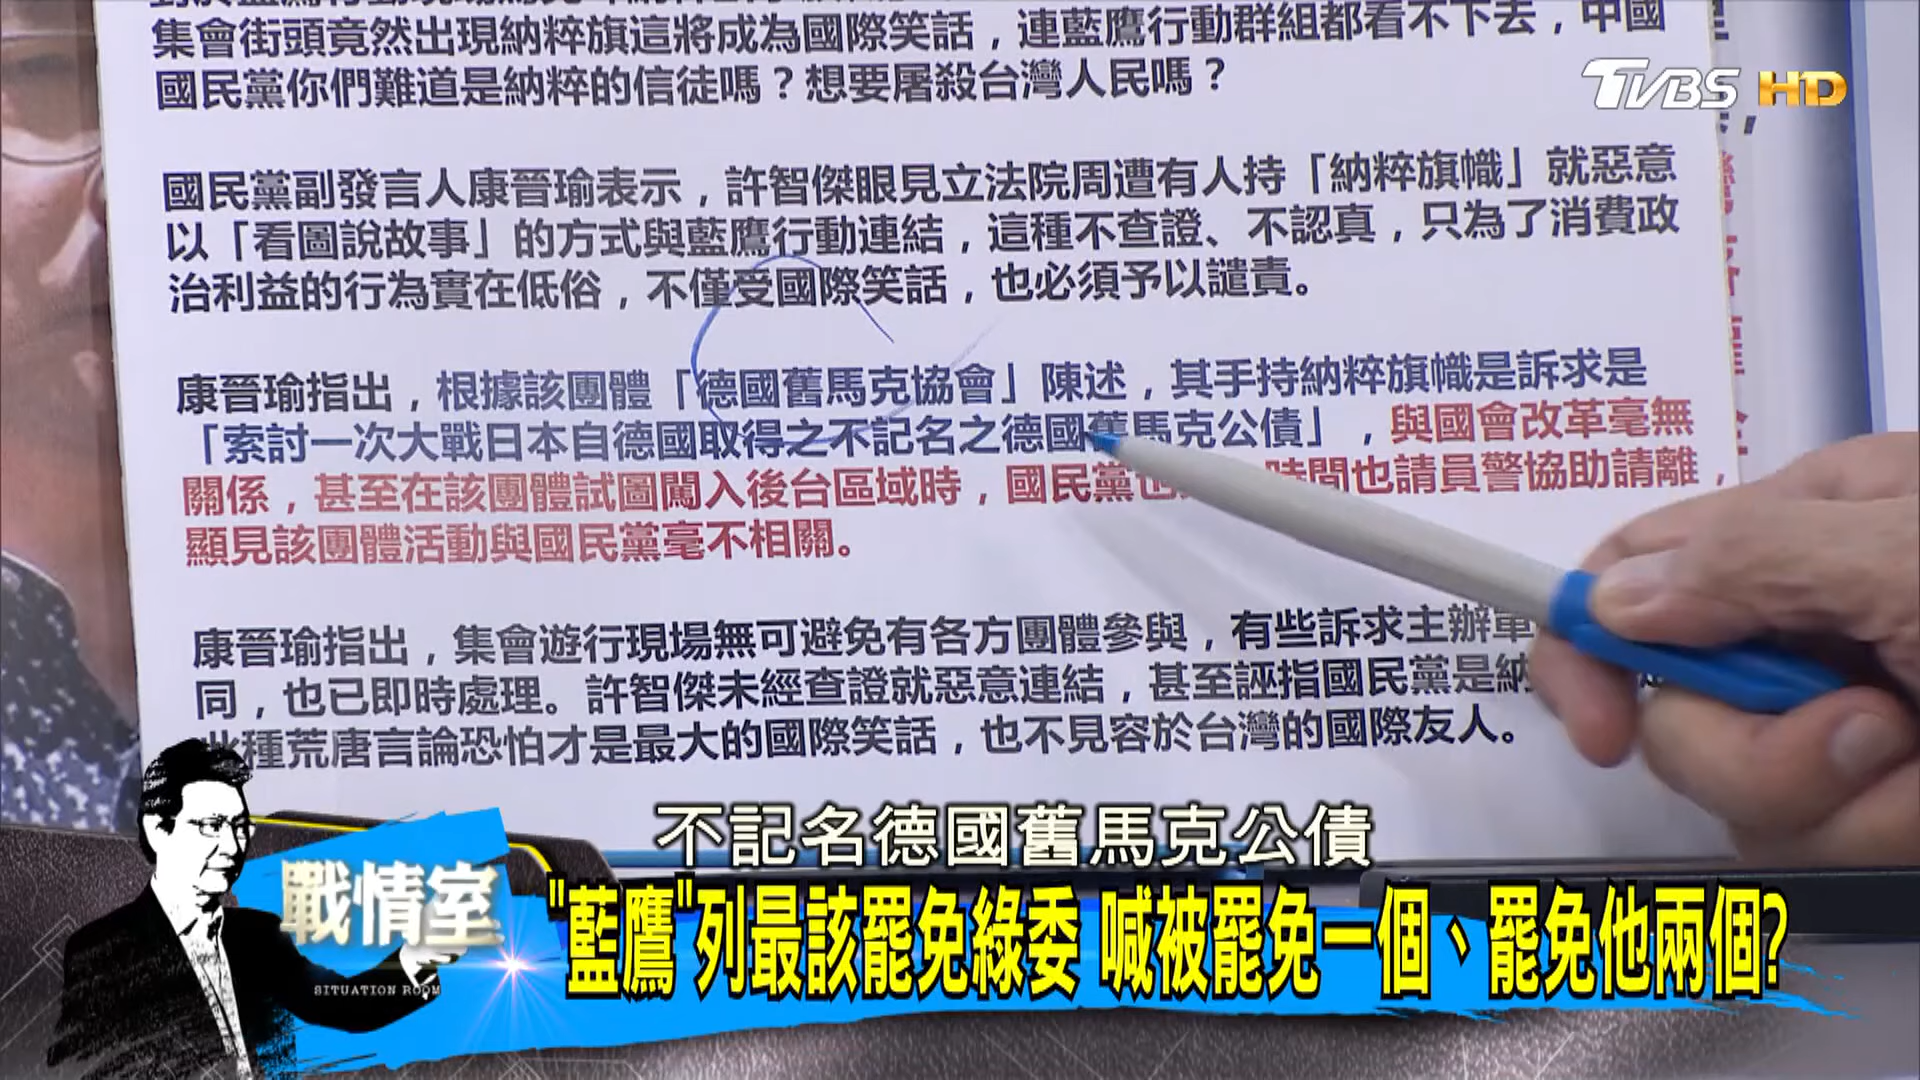 集會街頭竟然出現納粹旗這將成為國際笑話，連藍鷹行動群組都看不下去，中國
國民黨你們難道是納粹的信徒嗎？想要屠殺台灣人民嗎？
TVBS HD
國民黨副發言人康晉瑜表示，許智傑眼見立法院周遭有人持「納粹旗幟」就惡意
以「看圖說故事」的方式與藍鷹行動連結，這種不查證、不認真，只為了消費政
治利益的行為實在低俗，不僅受國際笑話，也必須予以譴責。
康晉瑜指出，根據該團體「德國舊馬克協會」陳述，其手持納粹旗幟是訴求是
「索討一次大戰日本自德國取得之不記名之德國舊馬克公債」，與國會改革毫無
關係，甚至在該團體試圖闖入後台區域時，國民黨也 時間也請員警協助請離，
顯見該團體活動與國民黨毫不相關。
康晉瑜指出，集會遊行現場無可避免有各方團體參與，有些訴求主辦單
同，也已即時處理。許智傑未經查證就惡意連結，甚至誣指國民黨是納
種荒唐言論恐怕才是最大的國際笑話，也不見容於台灣的國際友人。
不記名德國舊馬克公債
戰情室
SITUATION ROOM
"藍鷹"列最該罷免綠委 喊被罷免一個、罷免他兩個?